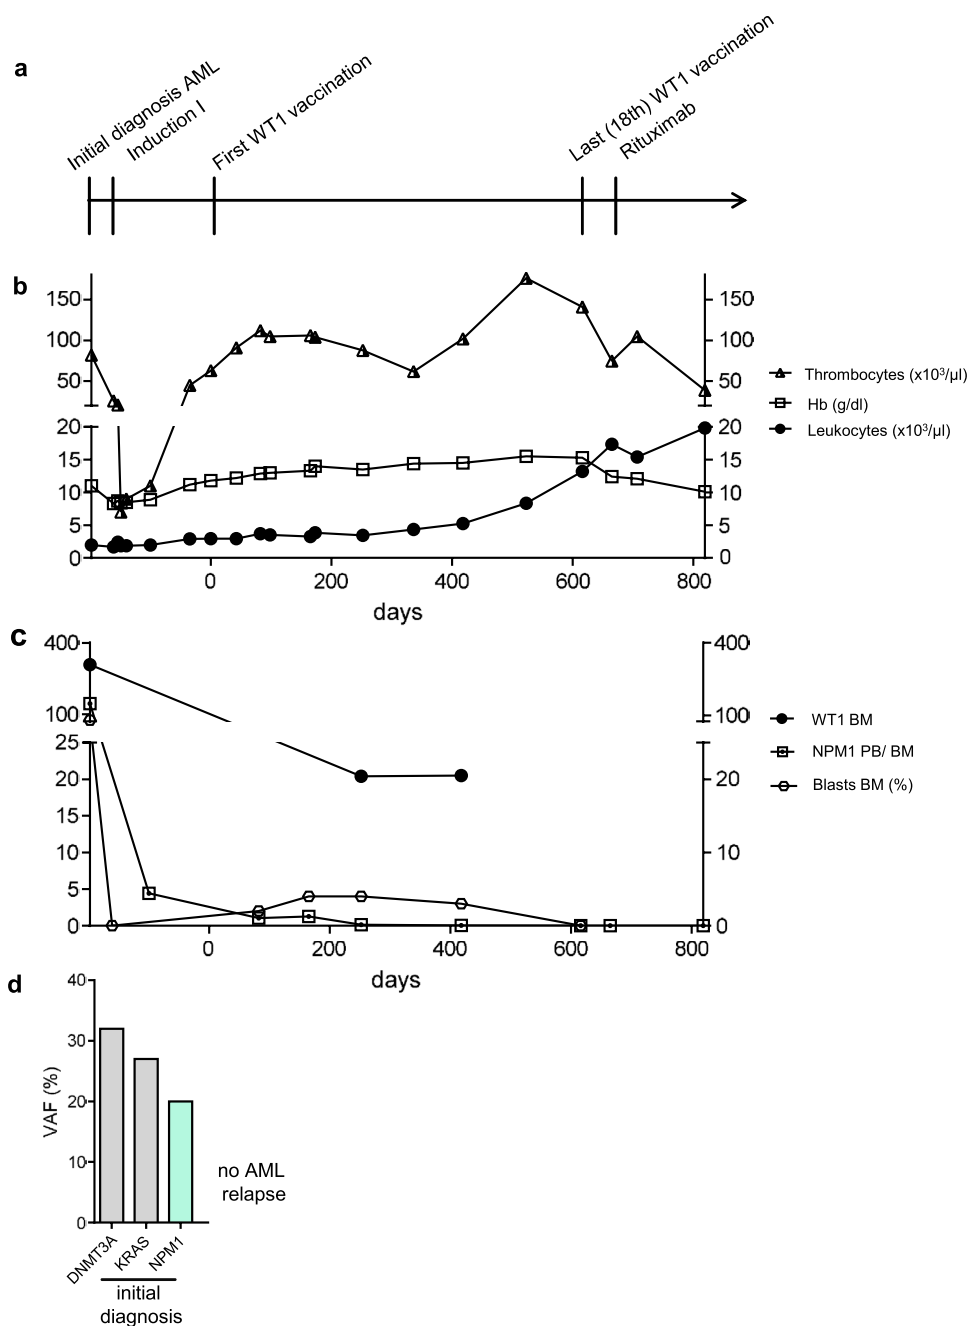 a
Initial diagnosis AML
Induction I
First WT1 vaccination
Last (18th) WT1 vaccination
Rituximab
b
150
100
50
20
15
10
5
0
150
100
50
20
15
10
5
0
0 200 400 600 800
days
Thrombocytes (x10³/µl)
Hb (g/dl)
Leukocytes (x10³/µl)
c
400
100
25
20
15
10
5
0
400
100
20
10
0
0 200 400 600 800
days
WT1 BM
NPM1 PB/ BM
Blasts BM (%)
d
40
30
20
10
0
VAF (%)
DNMT3A
KRAS
NPM1
initial
diagnosis
no AML
relapse